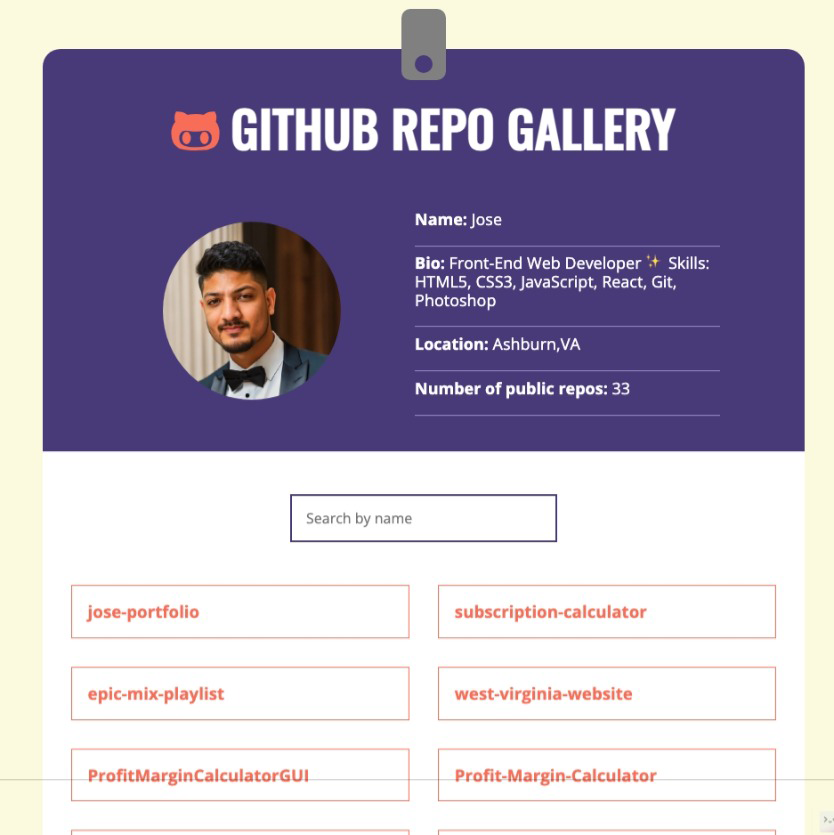 GITHUB REPO GALLERY
Name: Jose
Bio: Front-End Web Developer ✨ Skills:
HTML5, CSS3, JavaScript, React, Git,
Photoshop
Location: Ashburn,VA
Number of public repos: 33
Search by name
jose-portfolio
subscription-calculator
epic-mix-playlist
west-virginia-website
ProfitMarginCalculatorGUI
Profit-Margin-Calculator